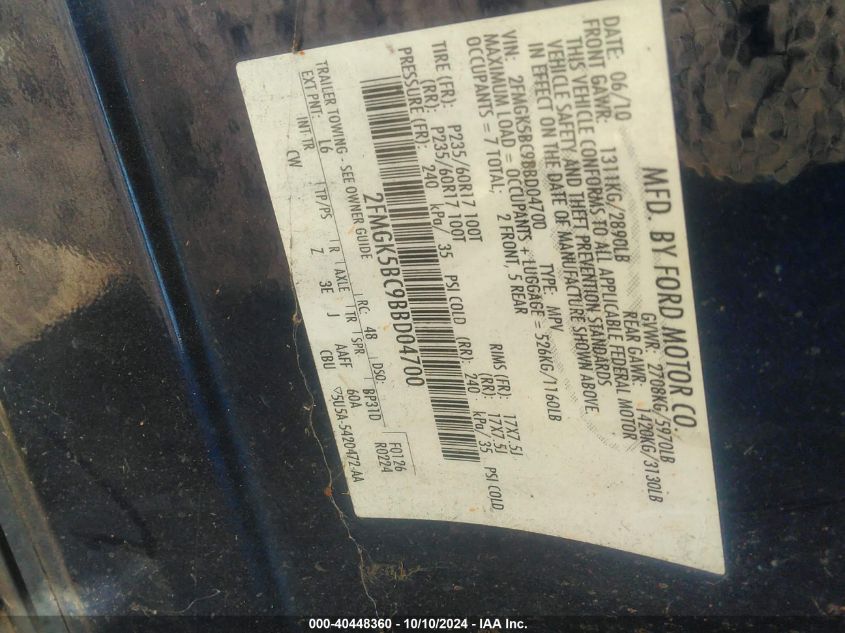 MFD. BY FORD MOTOR CO.
DATE: 06/10 GVWR: 2708KG/5970LB
FRONT GAWR: 1311KG/2890LB REAR GAWR: 1420KG/3130LB
THIS VEHICLE CONFORMS TO ALL APPLICABLE FEDERAL MOTOR
VEHICLE SAFETY AND THEFT PREVENTION STANDARDS
IN EFFECT ON THE DATE OF MANUFACTURE SHOWN ABOVE.
VIN: 2FMGK5BC9BBD04700 TYPE: MPV
MAXIMUM LOAD = OCCUPANTS + LUGGAGE = 526KG/1160LB
OCCUPANTS = 7 TOTAL: 2 FRONT, 5 REAR
TIRE (FR): P235/60R17 100T RIMS (FR): 17X7.5J
(RR): P235/60R17 100T (RR): 17X7.5J
PRESSURE (FR): 240 kPa/ 35 PSI COLD (RR): 240 kPa/ 35 PSI COLD
2FMGK5BC9BBD04700
TRAILER TOWING - SEE OWNER GUIDE
EXT PNT: L6 RC: 48 DSO: F0126
BP3TD R0224
INT TR TP/PS R AXLE TR SPR
CW Z 3E J AAFF 60A
CBU ▽5U5A-5420472-AA
000-40448360 - 10/10/2024 - IAA Inc.